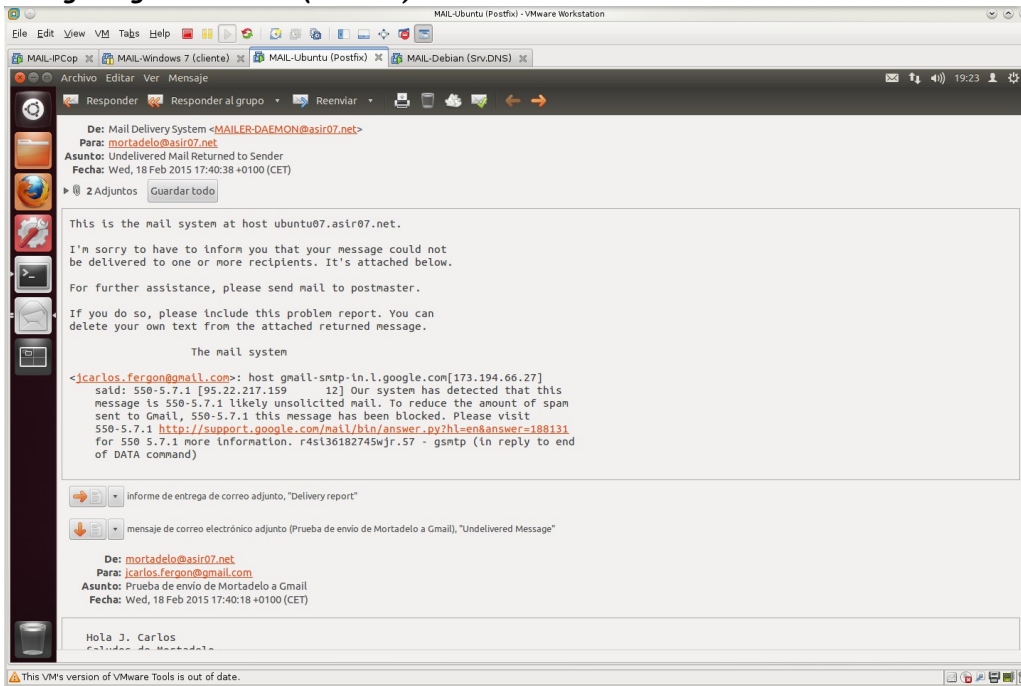 MAIL-Ubuntu (Postfix) - VMware Workstation
File Edit View VM Tabs Help
MAIL-IPCop MAIL-Windows 7 (cliente) MAIL-Ubuntu (Postfix) MAIL-Debian (Srv.DNS)
Archivo Editar Ver Mensaje 19:23
Responder Responder al grupo Reenviar
De: Mail Delivery System <MAILER-DAEMON@asir07.net>
Para: mortadelo@asir07.net
Asunto: Undelivered Mail Returned to Sender
Fecha: Wed, 18 Feb 2015 17:40:38 +0100 (CET)
2 Adjuntos Guardar todo
This is the mail system at host ubuntu07.asir07.net.
I'm sorry to have to inform you that your message could not
be delivered to one or more recipients. It's attached below.
For further assistance, please send mail to postmaster.
If you do so, please include this problem report. You can
delete your own text from the attached returned message.
The mail system
<jcarlos.fergon@gmail.com>: host gmail-smtp-in.l.google.com[173.194.66.27]
said: 550-5.7.1 [95.22.217.159 12] Our system has detected that this
message is 550-5.7.1 likely unsolicited mail. To reduce the amount of spam
sent to Gmail, 550-5.7.1 this message has been blocked. Please visit
550-5.7.1 http://support.google.com/mail/bin/answer.py?hl=en&answer=188131
for 550 5.7.1 more information. r4si36182745wjr.57 - gsmtp (in reply to end
of DATA command)
informe de entrega de correo adjunto, "Delivery report"
mensaje de correo electrónico adjunto (Prueba de envio de Mortadelo a Gmail), "Undelivered Message"
De: mortadelo@asir07.net
Para: jcarlos.fergon@gmail.com
Asunto: Prueba de envio de Mortadelo a Gmail
Fecha: Wed, 18 Feb 2015 17:40:18 +0100 (CET)
Hola J. Carlos
Saludos de Mortadelo
This VM's version of VMware Tools is out of date.